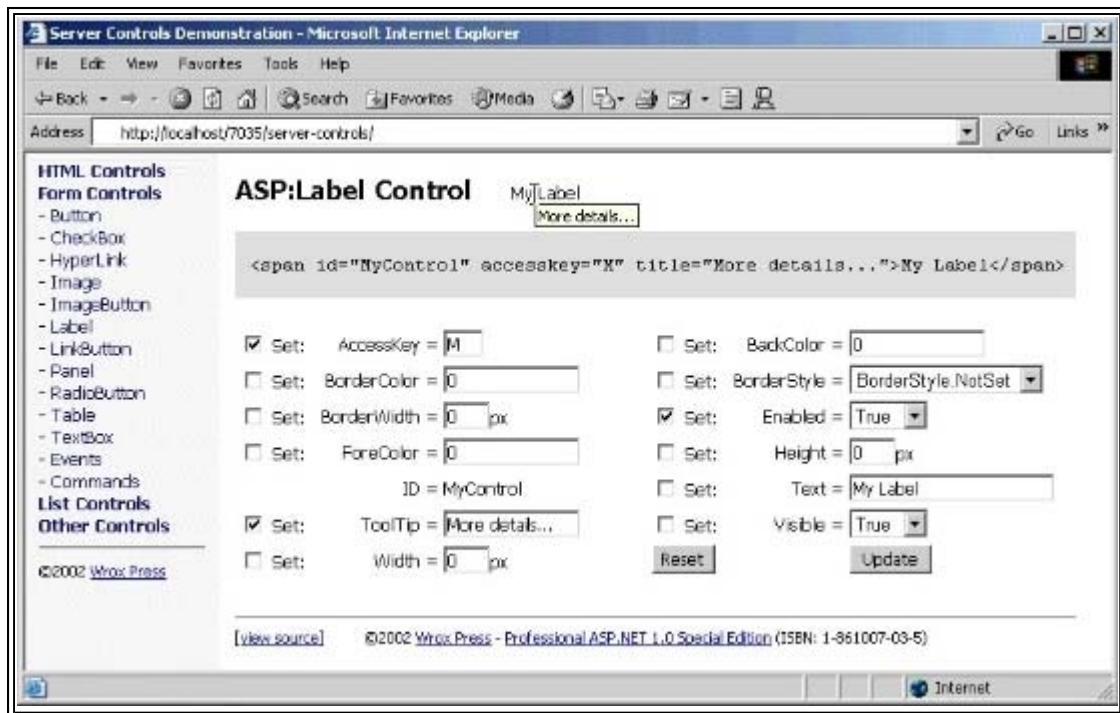 Server Controls Demonstration - Microsoft Internet Explorer
File Edit View Favorites Tools Help
Back Search Favorites Media
Address http://localhost/7035/server-controls/ Go Links »
HTML Controls
Form Controls
- Button
- CheckBox
- HyperLink
- Image
- ImageButton
- Label
- LinkButton
- Panel
- RadioButton
- Table
- TextBox
- Events
- Commands
List Controls
Other Controls
©2002 Wrox Press
ASP:Label Control My Label
More details...
<span id="MyControl" accesskey="M" title="More details...">My Label</span>
Set: AccessKey = M Set: BackColor = 0
Set: BorderColor = 0 Set: BorderStyle = BorderStyle.NotSet
Set: BorderWidth = 0 px Set: Enabled = True
Set: ForeColor = 0 Set: Height = 0 px
ID = MyControl Set: Text = My Label
Set: ToolTip = More details... Set: Visible = True
Set: Width = 0 px Reset Update
[view source] ©2002 Wrox Press - Professional ASP.NET 1.0 Special Edition (ISBN: 1-861007-03-5)
Internet